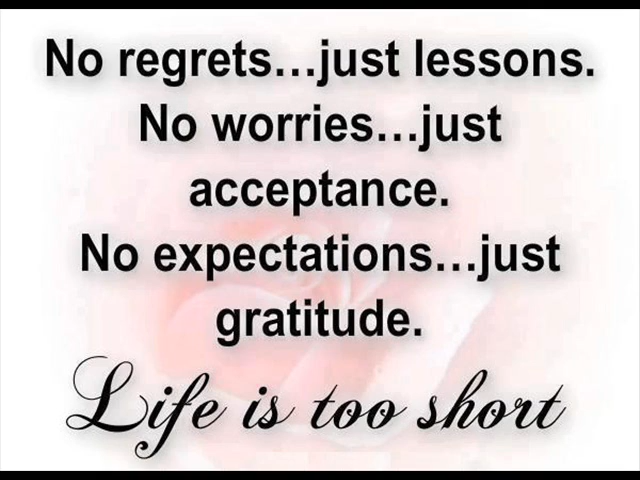 No regrets...just lessons.
No worries...just
acceptance.
No expectations...just
gratitude.
Life is too short